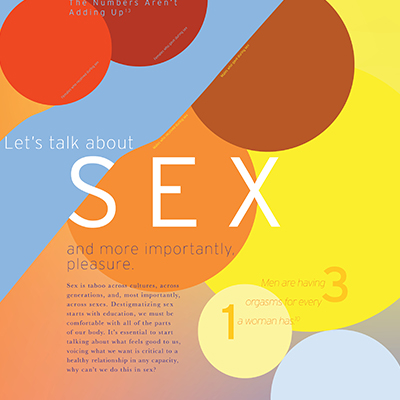 The Numbers Aren't
Adding Up¹²
Let's talk about
SEX
and more importantly,
pleasure.
Sex is taboo across cultures, across
generations, and, most importantly,
across sexes. Destigmatizing sex
starts with education, we must be
comfortable with all of the parts
of our body. It's essential to start
talking about what feels good to us,
voicing what we want is critical to a
healthy relationship in any capacity,
why can't we do this in sex?
Men are having 3
orgasms for every
1 a woman has.